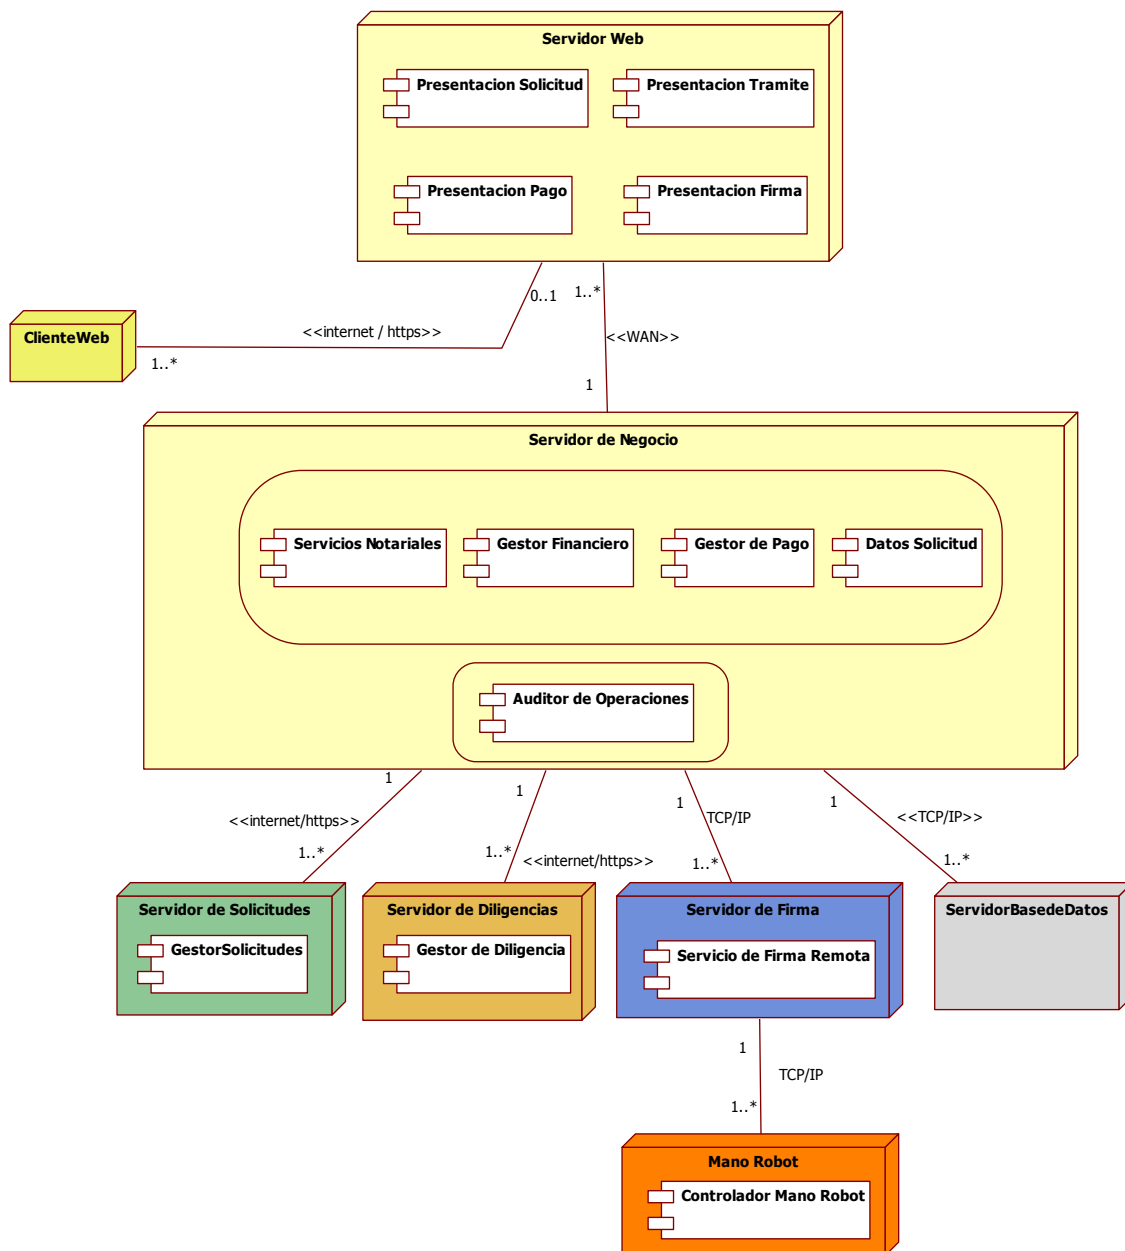 Servidor Web
Presentacion Solicitud
Presentacion Tramite
Presentacion Pago
Presentacion Firma
0..1
1..*
<<internet / https>>
<<WAN>>
ClienteWeb
1..*
1
Servidor de Negocio
Servicios Notariales
Gestor Financiero
Gestor de Pago
Datos Solicitud
Auditor de Operaciones
1
1
1
1
<<internet/https>>
TCP/IP
<<TCP/IP>>
1..*
1..*
<<internet/https>>
1..*
1..*
Servidor de Solicitudes
GestorSolicitudes
Servidor de Diligencias
Gestor de Diligencia
Servidor de Firma
Servicio de Firma Remota
ServidorBasedeDatos
1
TCP/IP
1..*
Mano Robot
Controlador Mano Robot